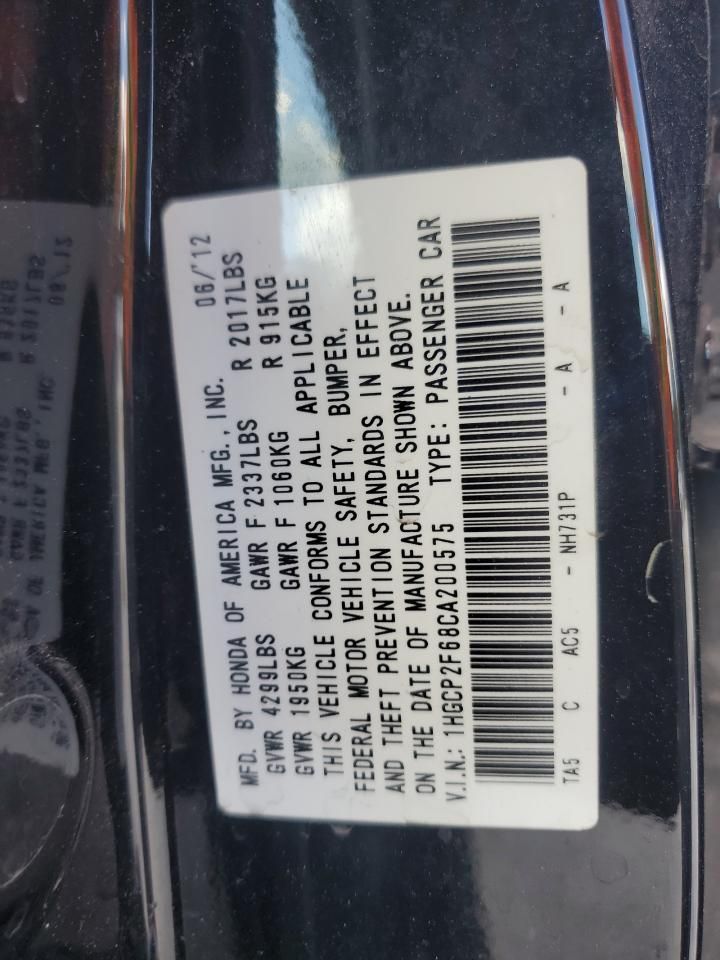 MFD. BY HONDA OF AMERICA MFG., INC. 06/'12
GVWR 4299LBS GAWR F 2337LBS R 2017LBS
GVWR 1950KG GAWR F 1060KG R 915KG
THIS VEHICLE CONFORMS TO ALL APPLICABLE
FEDERAL MOTOR VEHICLE SAFETY, BUMPER,
AND THEFT PREVENTION STANDARDS IN EFFECT
ON THE DATE OF MANUFACTURE SHOWN ABOVE.
V.I.N.: 1HGCP2F68CA200575 TYPE: PASSENGER CAR
TA5 C AC5 - NH731P - A - A